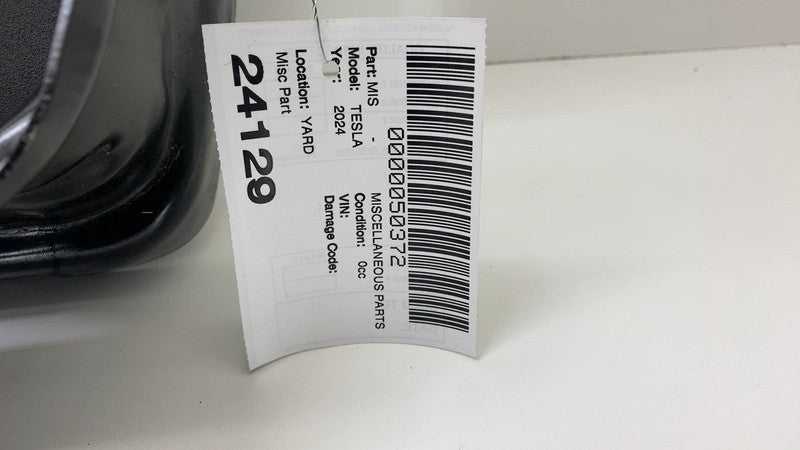 0000050372
Part: MIS - MISCELLANEOUS PARTS
Model: TESLA Condition: 0cc
Year: 2024 VIN:
Damage Code:
Location: YARD
Misc Part
24129